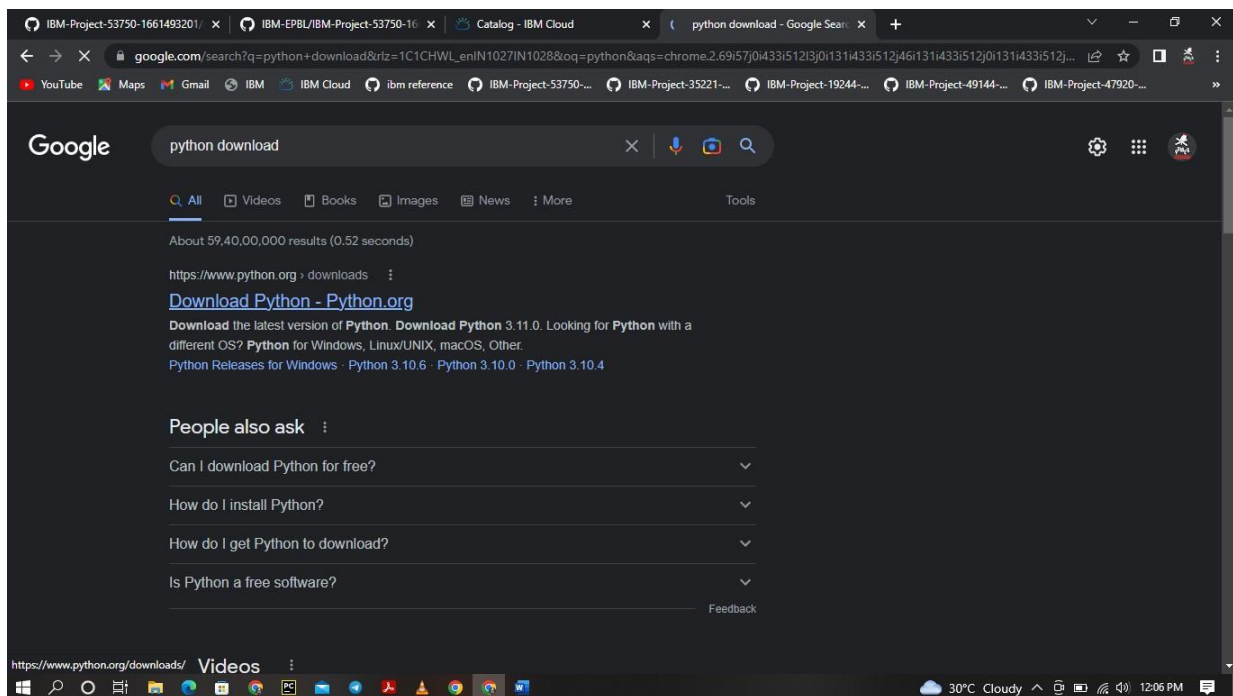 IBM-Project-53750-1661493201/
IBM-EPBL/IBM-Project-53750-16
Catalog - IBM Cloud
python download - Google Searc
google.com/search?q=python+download&rlz=1C1CHWL_enIN1027IN1028&oq=python&aqs=chrome.2.69i57j0i433i512l3j0i131i433i512j46i131i433i512j0i131i433i512j...
YouTube Maps Gmail IBM IBM Cloud ibm reference IBM-Project-53750-... IBM-Project-35221-... IBM-Project-19244-... IBM-Project-49144-... IBM-Project-47920-... »
Google
python download
All Videos Books Images News More Tools
About 59,40,00,000 results (0.52 seconds)
https://www.python.org › downloads
Download Python - Python.org
Download the latest version of Python. Download Python 3.11.0. Looking for Python with a
different OS? Python for Windows, Linux/UNIX, macOS, Other.
Python Releases for Windows · Python 3.10.6 · Python 3.10.0 · Python 3.10.4
People also ask
Can I download Python for free?
How do I install Python?
How do I get Python to download?
Is Python a free software?
Feedback
https://www.python.org/downloads/
Videos
30°C Cloudy 12:06 PM